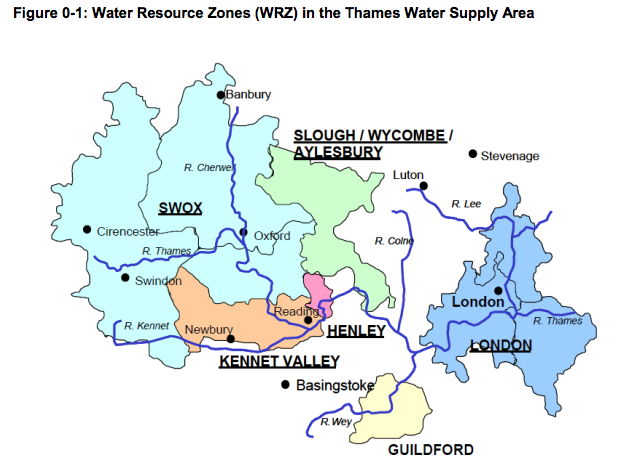 Figure 0-1: Water Resource Zones (WRZ) in the Thames Water Supply Area
Banbury
SLOUGH / WYCOMBE /
AYLESBURY
Stevenage
R. Cherwell
Luton
R. Lee
SWOX
Cirencester
Oxford
R. Colne
R. Thames
Swindon
London
Reading
R. Kennet
Newbury
HENLEY
R. Thames
LONDON
KENNET VALLEY
Basingstoke
R. Wey
GUILDFORD